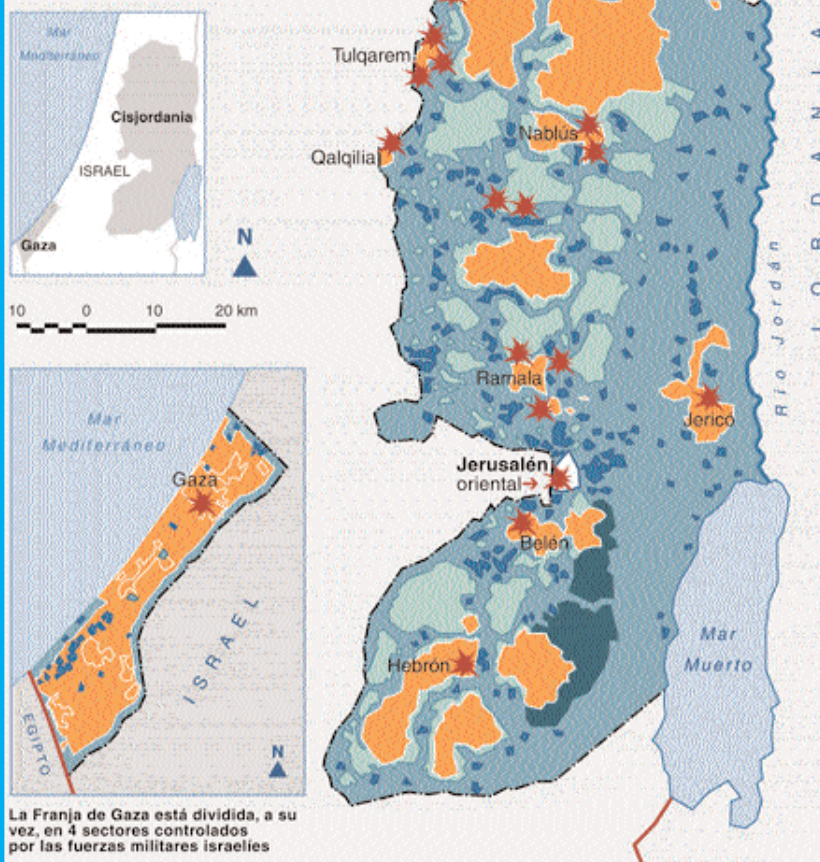 Mar
Mediterráneo
Cisjordania
ISRAEL
Gaza
N
10 0 10 20 km
Tulqarem
Qalqilia
Nablús
Ramala
Jericó
Jerusalén
oriental
Belén
Hebrón
Río Jordán
JORDANIA
Mar
Muerto
Mar
Mediterráneo
Gaza
ISRAEL
EGIPTO
N
La Franja de Gaza está dividida, a su
vez, en 4 sectores controlados
por las fuerzas militares israelíes